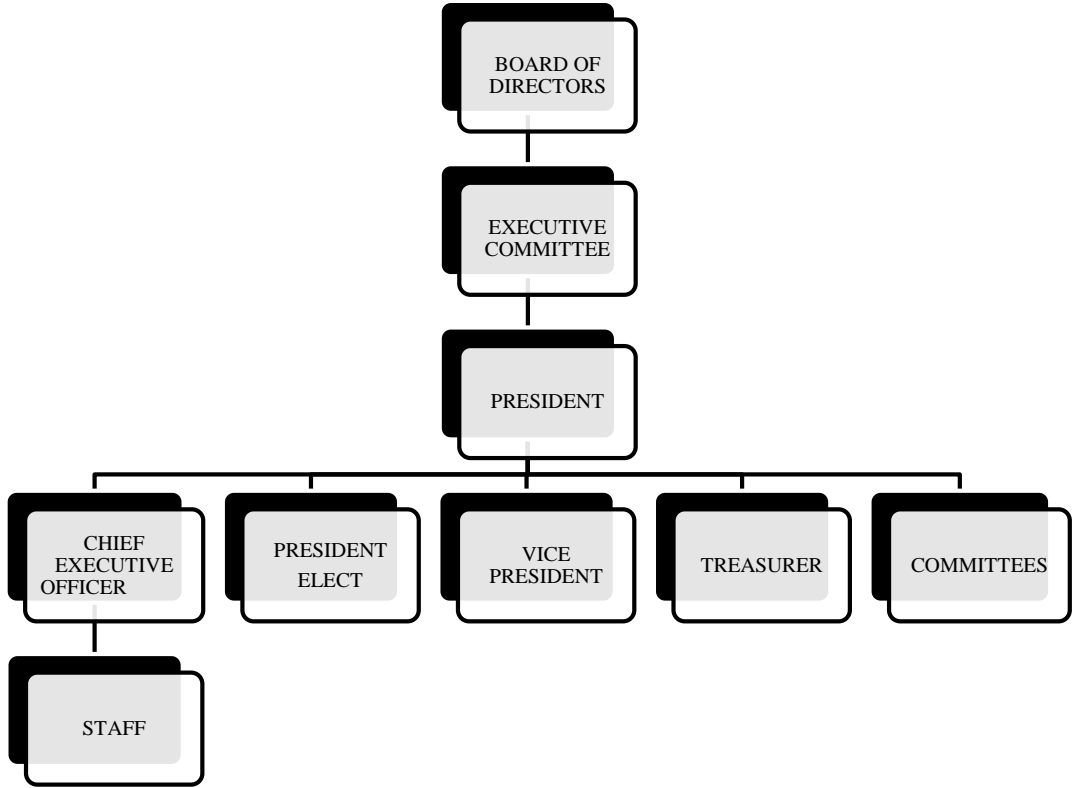 BOARD OF
DIRECTORS
EXECUTIVE
COMMITTEE
PRESIDENT
CHIEF
EXECUTIVE
OFFICER
PRESIDENT
ELECT
VICE
PRESIDENT
TREASURER
COMMITTEES
STAFF